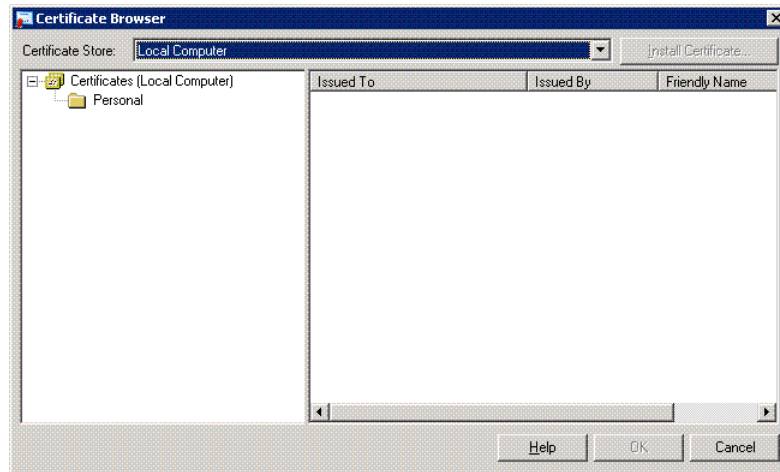 Certificate Browser
Certificate Store: Local Computer Install Certificate...
Certificates (Local Computer) Issued To Issued By Friendly Name
Personal
Help OK Cancel